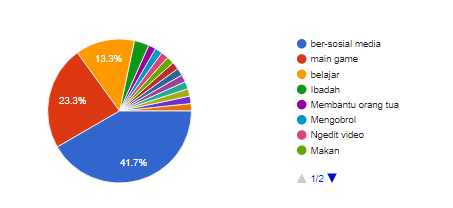 13.3%
23.3%
41.7%
ber-sosial media
main game
belajar
Ibadah
Membantu orang tua
Mengobrol
Ngedit video
Makan
1/2